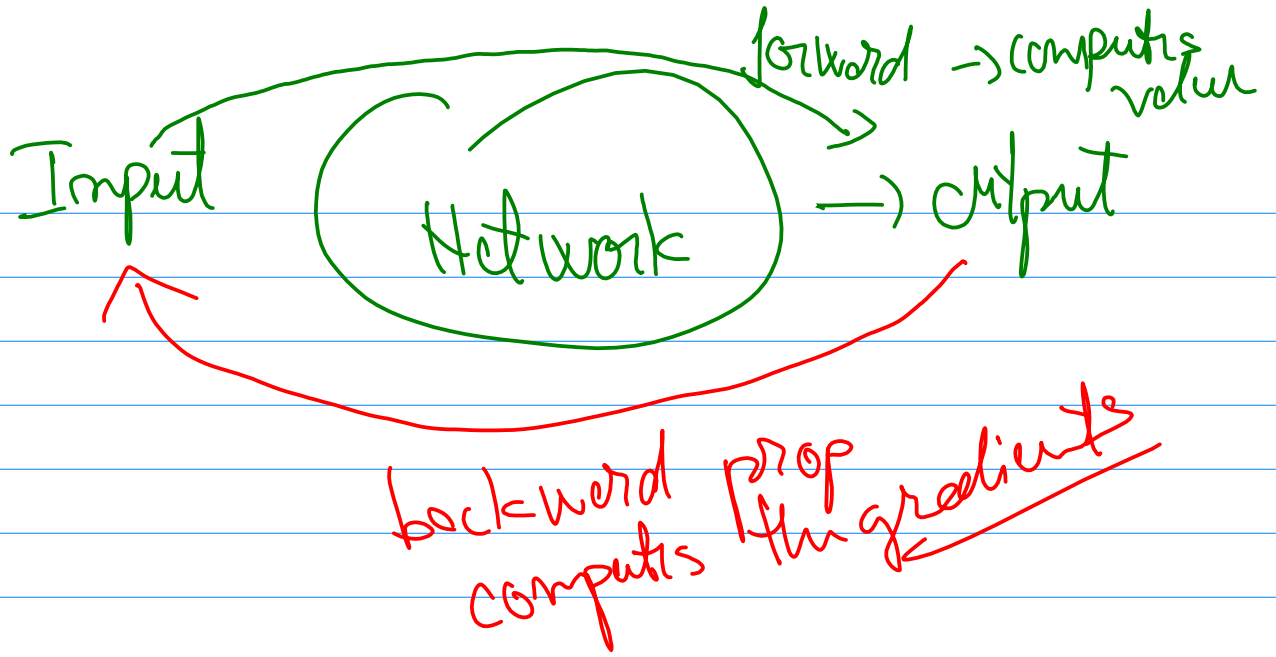 forward → computes
value
Input
Network
→ output
backward prop
computes the gradients